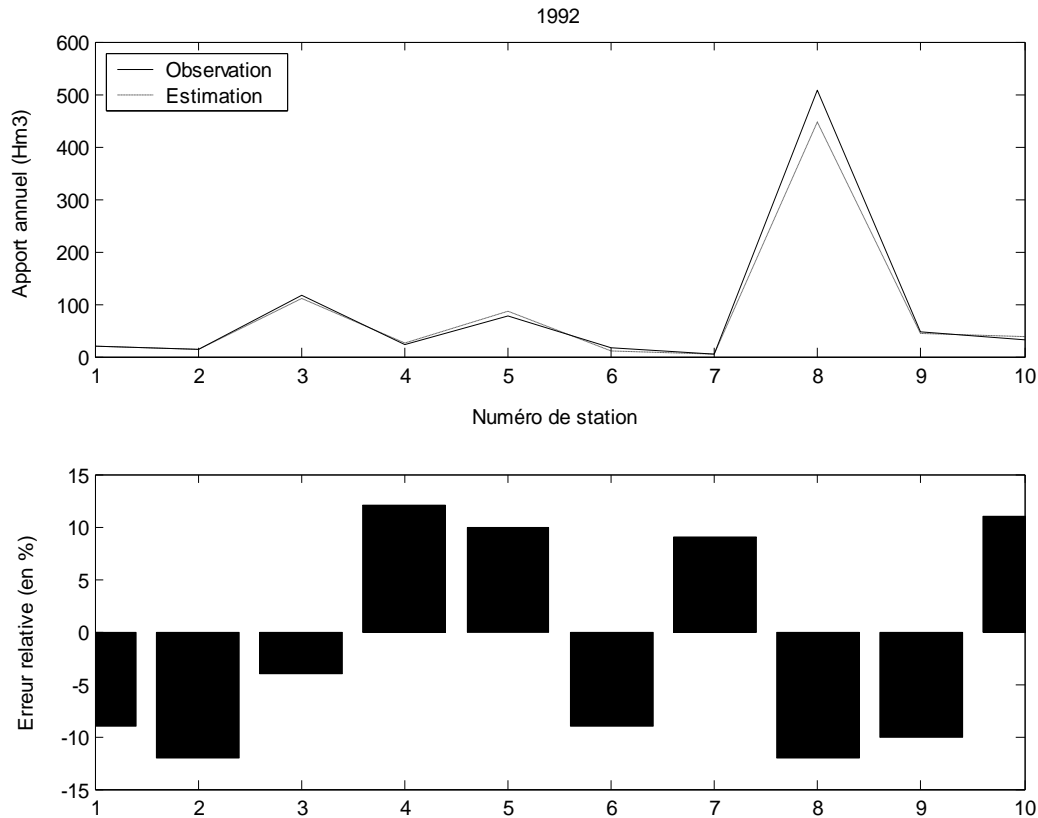 1992
600
500
400
300
200
100
0
Apport annuel (Hm3)
Observation
Estimation
1 2 3 4 5 6 7 8 9 10
Numéro de station
15
10
5
0
-5
-10
-15
Erreur relative (en %)
1 2 3 4 5 6 7 8 9 10